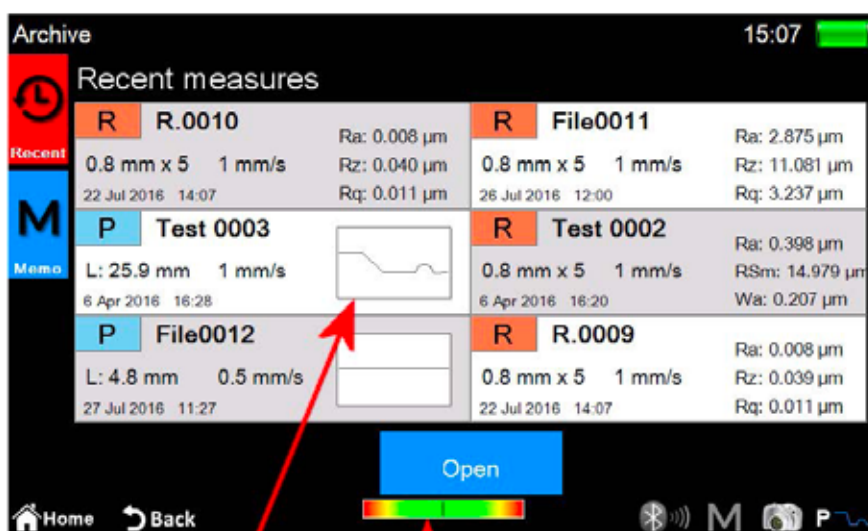 Archive 15:07
Recent measures
Recent
Memo
R R.0010
0.8 mm x 5 1 mm/s
22 Jul 2016 14:07
Ra: 0.008 µm
Rz: 0.040 µm
Rq: 0.011 µm
R File0011
0.8 mm x 5 1 mm/s
26 Jul 2016 12:00
Ra: 2.875 µm
Rz: 11.081 µm
Rq: 3.237 µm
M
P Test 0003
L: 25.9 mm 1 mm/s
6 Apr 2016 16:28
R Test 0002
0.8 mm x 5 1 mm/s
6 Apr 2016 16:20
Ra: 0.398 µm
RSm: 14.979 µm
Wa: 0.207 µm
P File0012
L: 4.8 mm 0.5 mm/s
27 Jul 2016 11:27
R R.0009
0.8 mm x 5 1 mm/s
22 Jul 2016 14:07
Ra: 0.008 µm
Rz: 0.039 µm
Rq: 0.011 µm
Open
Home Back M P